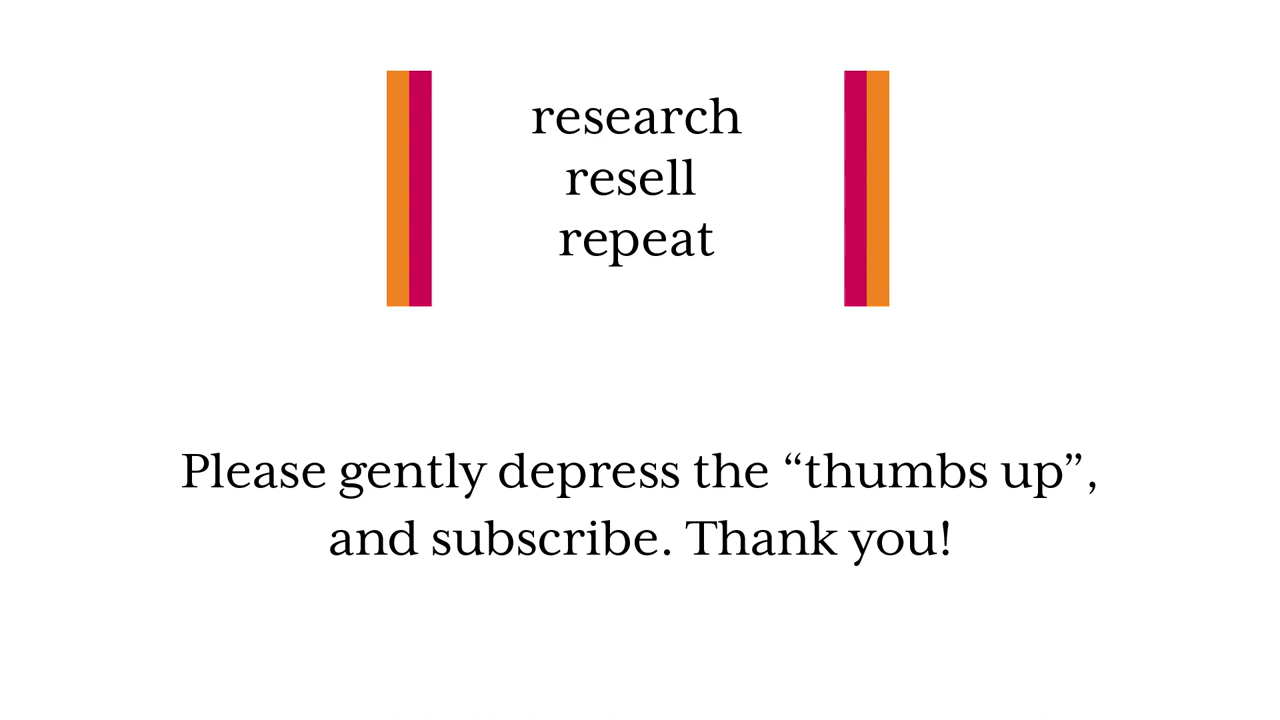 research
resell
repeat
Please gently depress the “thumbs up”,
and subscribe. Thank you!